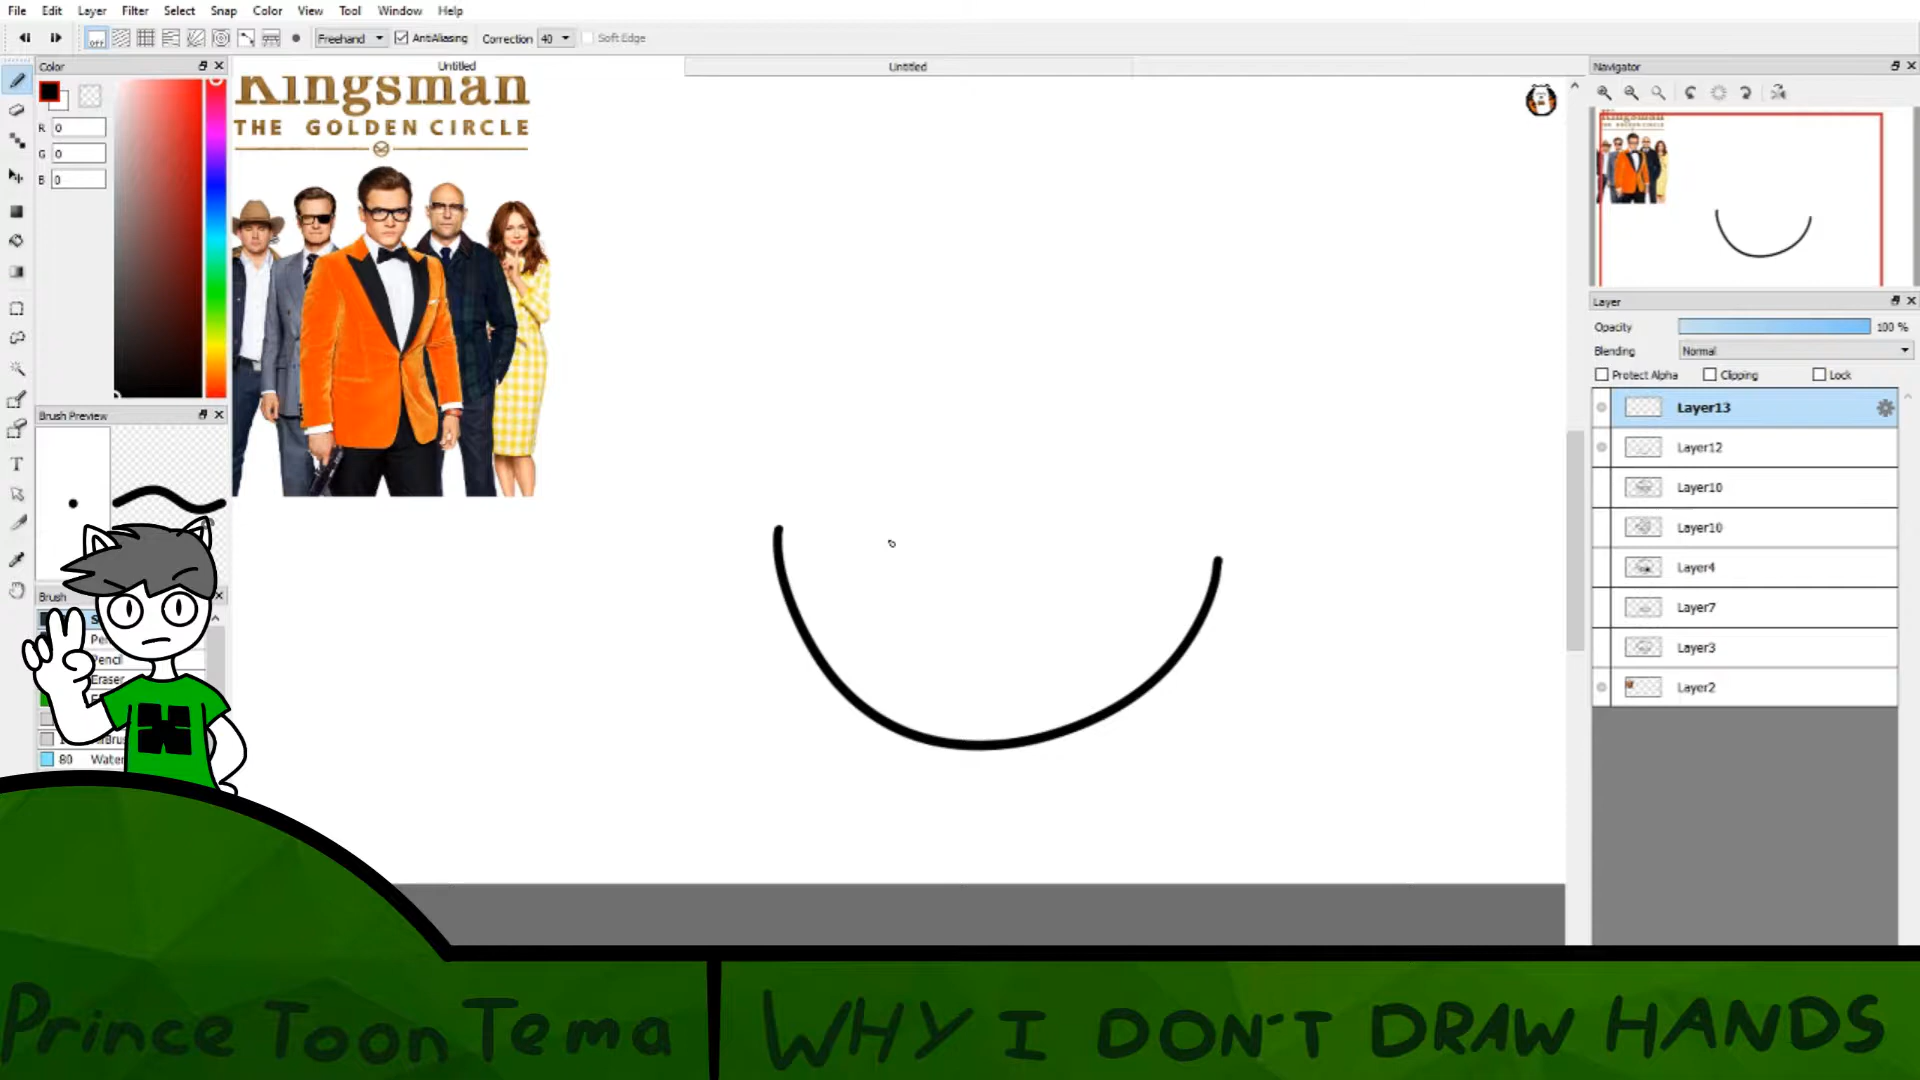 File Edit Layer Filter Select Snap Color View Tool Window Help
off Freehand AntiAliasing Correction 40 Soft Edge
Color
Untitled
Untitled
Navigator
Kingsman
THE GOLDEN CIRCLE
R 0
G 0
B 0
Brush Preview
Brush
Pencil
Eraser
80 Water
Layer
Opacity 100 %
Blending Normal
Protect Alpha Clipping Lock
Layer13
Layer12
Layer10
Layer10
Layer4
Layer7
Layer3
Layer2
Prince Toon Tema
WHY I DON'T DRAW HANDS